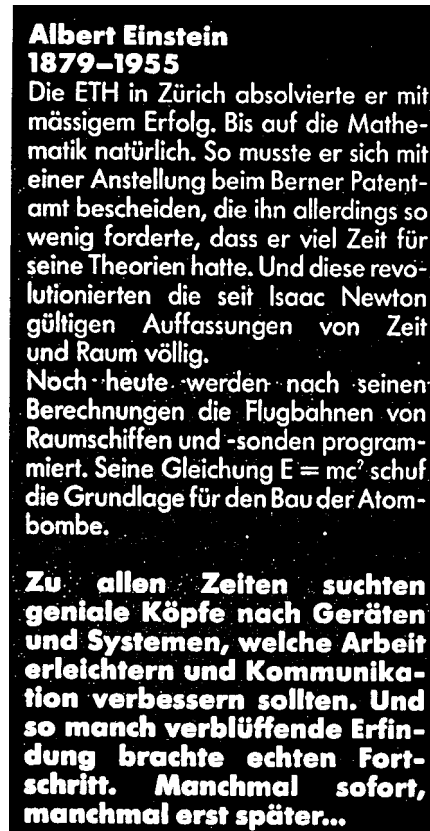 Albert Einstein
1879–1955
Die ETH in Zürich absolvierte er mit
mässigem Erfolg. Bis auf die Mathe-
matik natürlich. So musste er sich mit
einer Anstellung beim Berner Patent-
amt bescheiden, die ihn allerdings so
wenig forderte, dass er viel Zeit für
seine Theorien hatte. Und diese revo-
lutionierten die seit Isaac Newton
gültigen Auffassungen von Zeit
und Raum völlig.
Noch heute werden nach seinen
Berechnungen die Flugbahnen von
Raumschiffen und -sonden program-
miert. Seine Gleichung E = mc² schuf
die Grundlage für den Bau der Atom-
bombe.
Zu allen Zeiten suchten
geniale Köpfe nach Geräten
und Systemen, welche Arbeit
erleichtern und Kommunika-
tion verbessern sollten. Und
so manch verblüffende Erfin-
dung brachte echten Fort-
schritt. Manchmal sofort,
manchmal erst später...